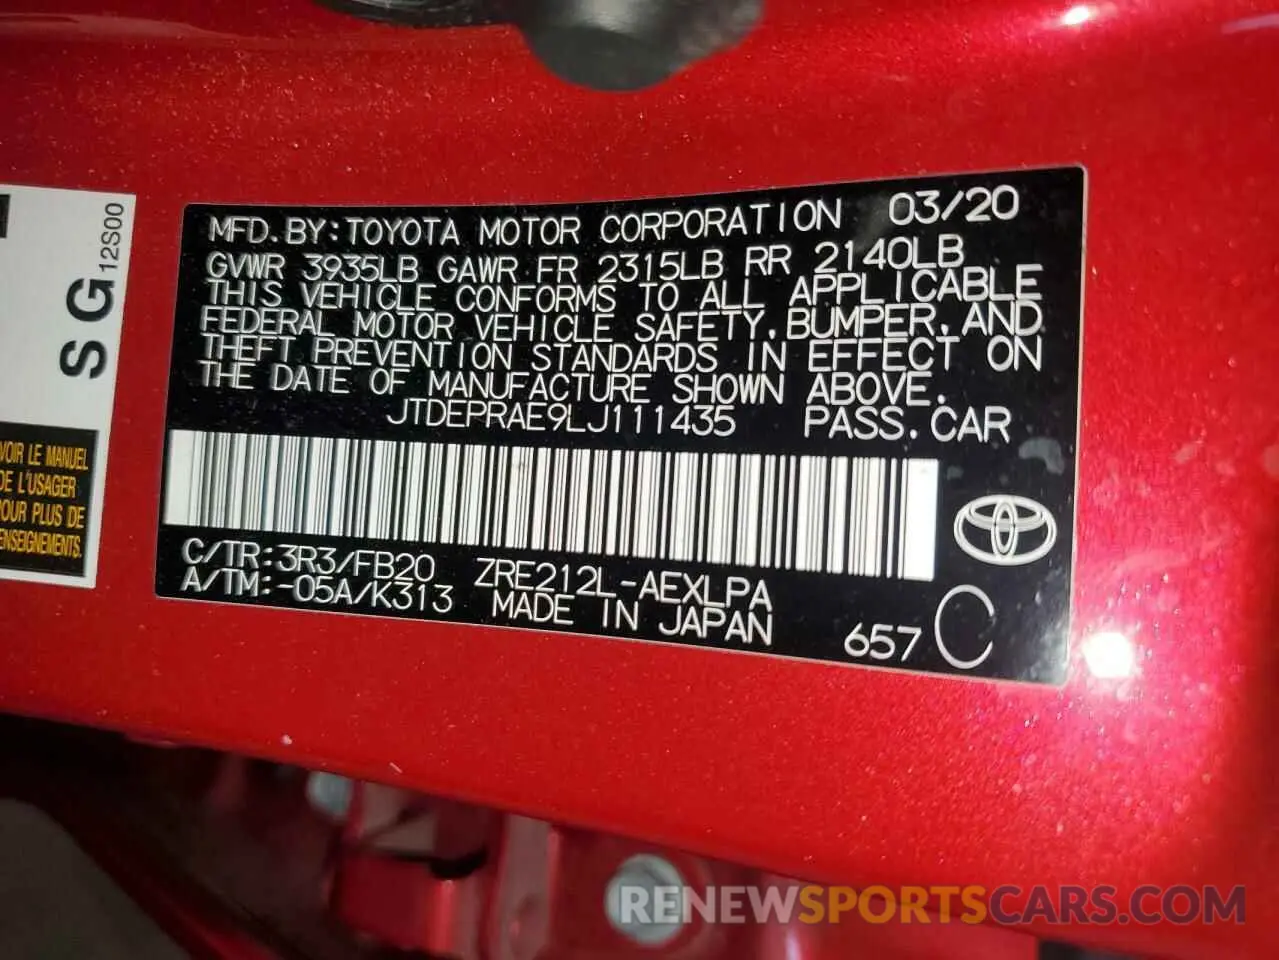 MFD.BY:TOYOTA MOTOR CORPORATION 03/20
GVWR 3935LB GAWR FR 2315LB RR 2140LB
THIS VEHICLE CONFORMS TO ALL APPLICABLE
FEDERAL MOTOR VEHICLE SAFETY,BUMPER,AND
THEFT PREVENTION STANDARDS IN EFFECT ON
THE DATE OF MANUFACTURE SHOWN ABOVE.
JTDEPRAE9LJ111435 PASS.CAR
C/TR:3R3/FB20 ZRE212L-AEXLPA
A/TM:-05A/K313 MADE IN JAPAN
657 C
SG
12S00
VOIR LE MANUEL
DE L'USAGER
POUR PLUS DE
RENSEIGNEMENTS.
RENEWSPORTSCARS.COM